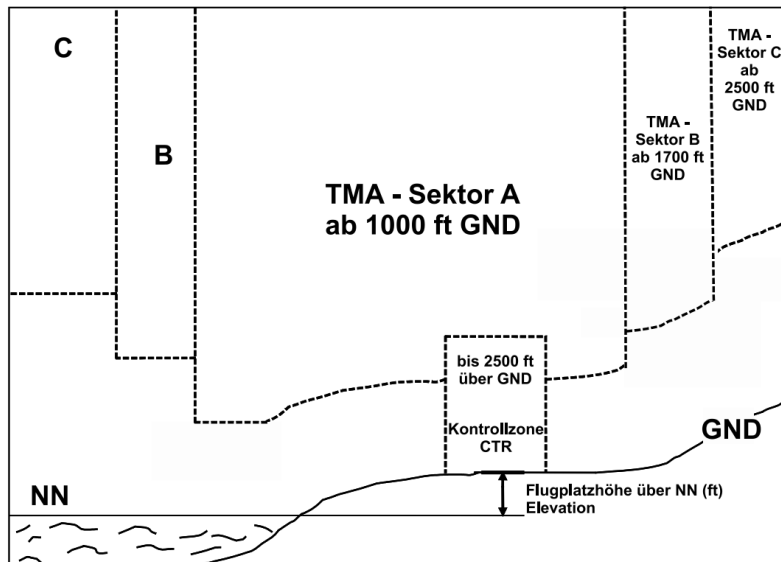 C
B
TMA - Sektor A
ab 1000 ft GND
TMA -
Sektor B
ab 1700 ft
GND
TMA -
Sektor C
ab
2500 ft
GND
bis 2500 ft
über GND
Kontrollzone
CTR
GND
NN
Flugplatzhöhe über NN (ft)
Elevation